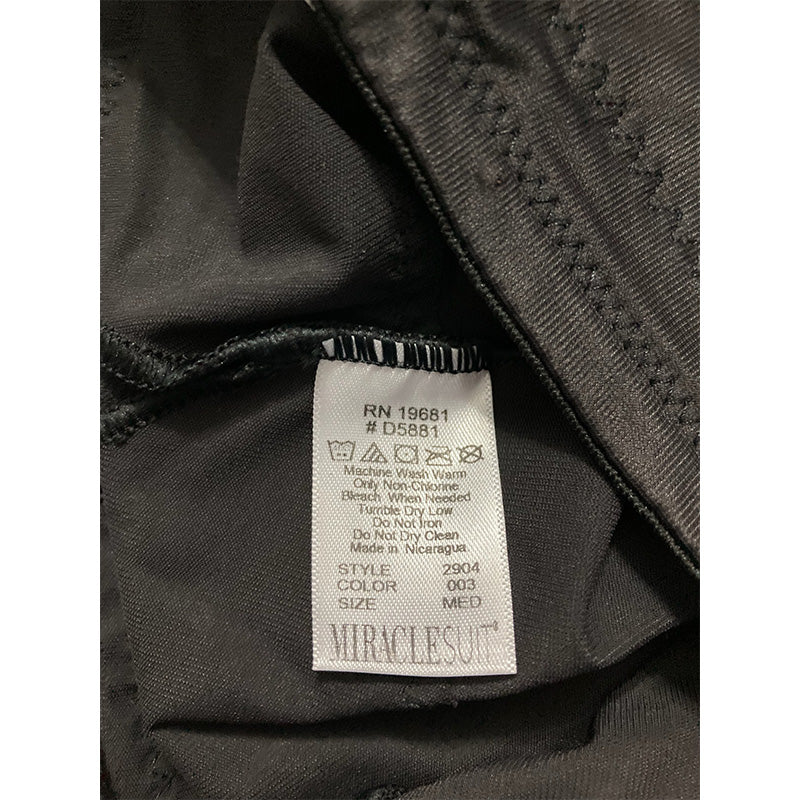 RN 19681
# D5881
Machine Wash Warm
Only Non-Chlorine
Bleach When Needed
Tumble Dry Low
Do Not Iron
Do Not Dry Clean
Made in Nicaragua
STYLE 2904
COLOR 003
SIZE MED
MIRACLESUIT